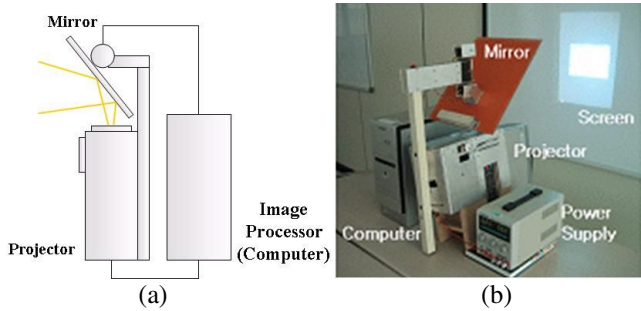 Mirror
Projector
Image
Processor
(Computer)
(a)
Mirror
Screen
Projector
Power
Supply
Computer
(b)